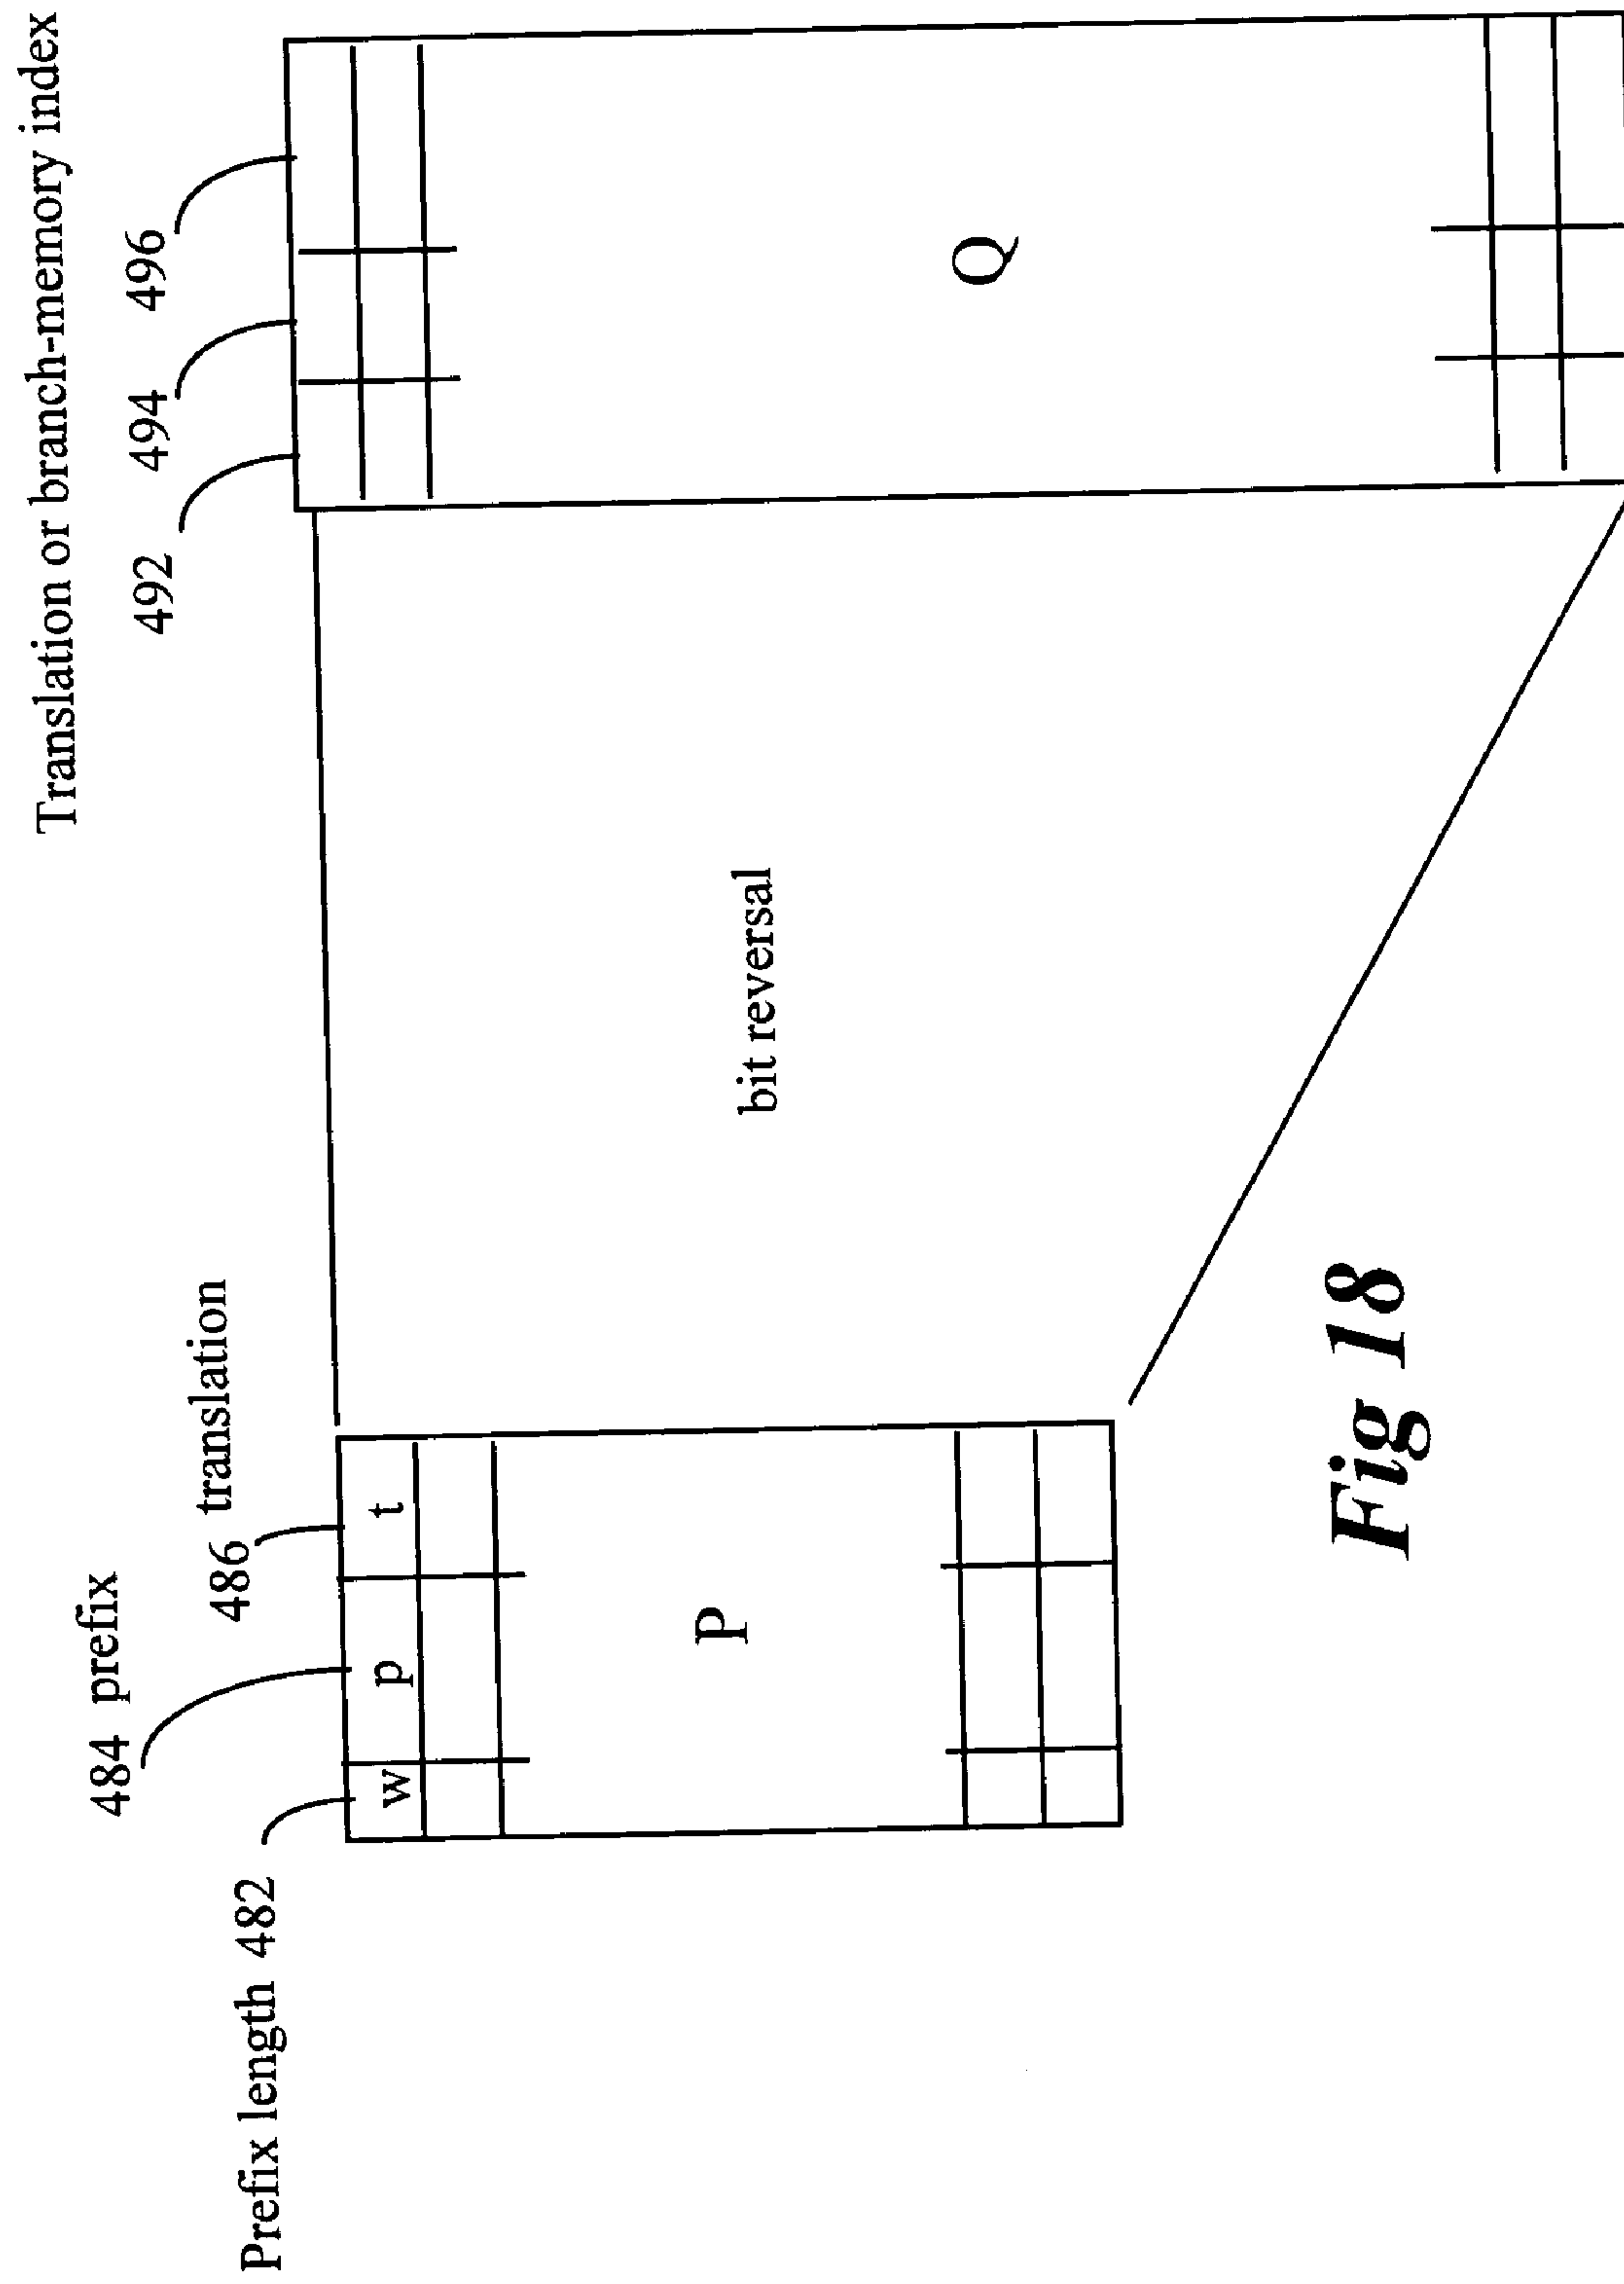 Translation or branch-memory index
484 prefix
486 translation
Prefix length 482
492
494
496
w
p
t
P
bit reversal
Q
Fig 18